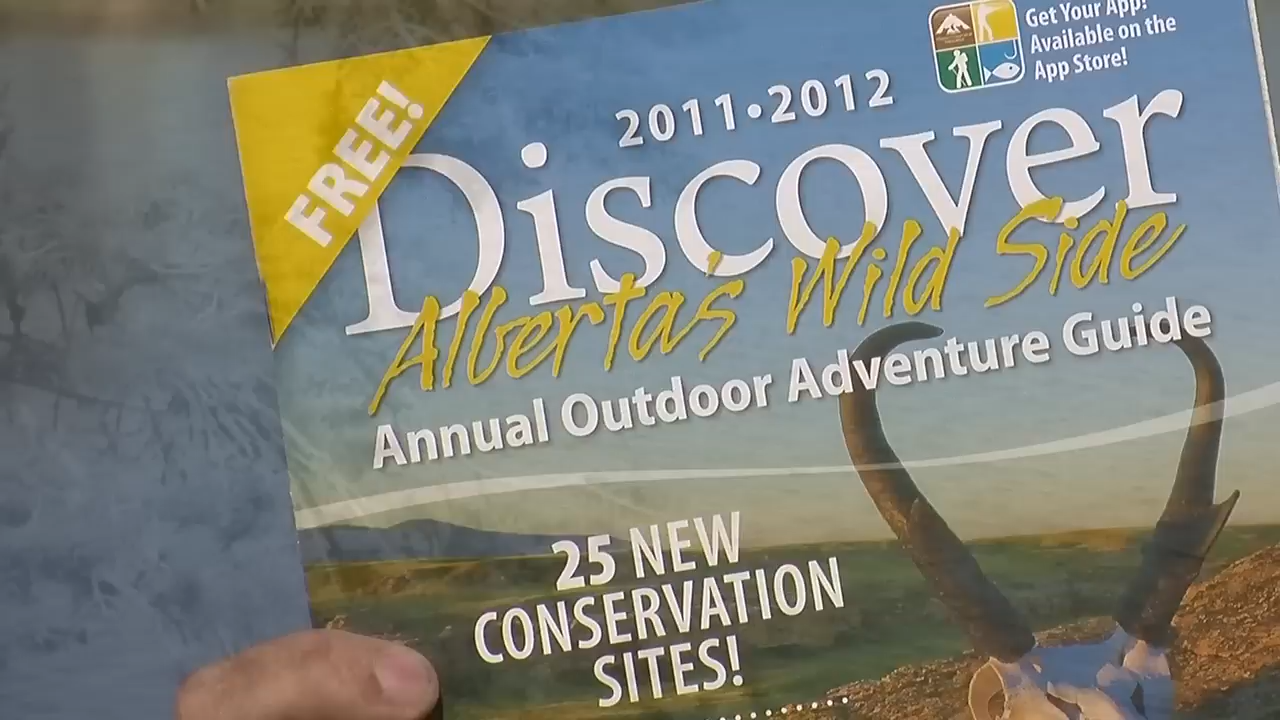 FREE!
Get Your App!
Available on the
App Store!
2011•2012
Discover
Alberta's Wild Side
Annual Outdoor Adventure Guide
25 NEW
CONSERVATION
SITES!